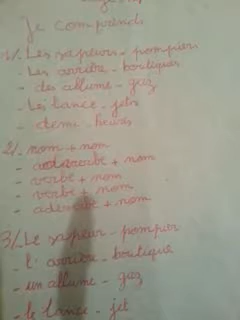 Je comprends
1/- Les sapeurs - pompier
- Les arrière - boutiques
- des allume - gaz
- Les lance - jets
- demi - heures
2/- nom + nom
- adverbe + nom
- verbe + nom
- verbe + nom
- adverbe + nom
3/- Le sapeur - pompier
- l'arrière - boutique
- un allume - gaz
- le lance - jet